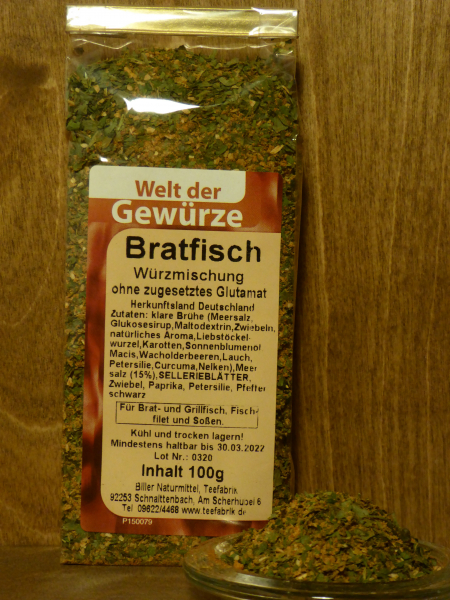 Welt der
Gewürze
Bratfisch
Würzmischung
ohne zugesetztes Glutamat
Herkunftsland Deutschland
Zutaten: klare Brühe (Meersalz,
Glukosesirup, Maltodextrin, Zwiebeln,
natürliches Aroma, Liebstöckel-
wurzel, Karotten, Sonnenblumenöl
Macis, Wacholderbeeren, Lauch,
Petersilie, Curcuma, Nelken), Meer
salz (15%), SELLERIEBLÄTTER,
Zwiebel, Paprika, Petersilie, Pfeffer
schwarz
Für Brat- und Grillfisch, Fisch-
filet und Soßen.
Kühl und trocken lagern!
Mindestens haltbar bis 30.03.2022
Lot Nr.: 0320
Inhalt 100g
Biller Naturmittel, Teefabrik
92253 Schnaittenbach, Am Scherhübel 6
Tel 09622/4468 www.teefabrik.de
P150079